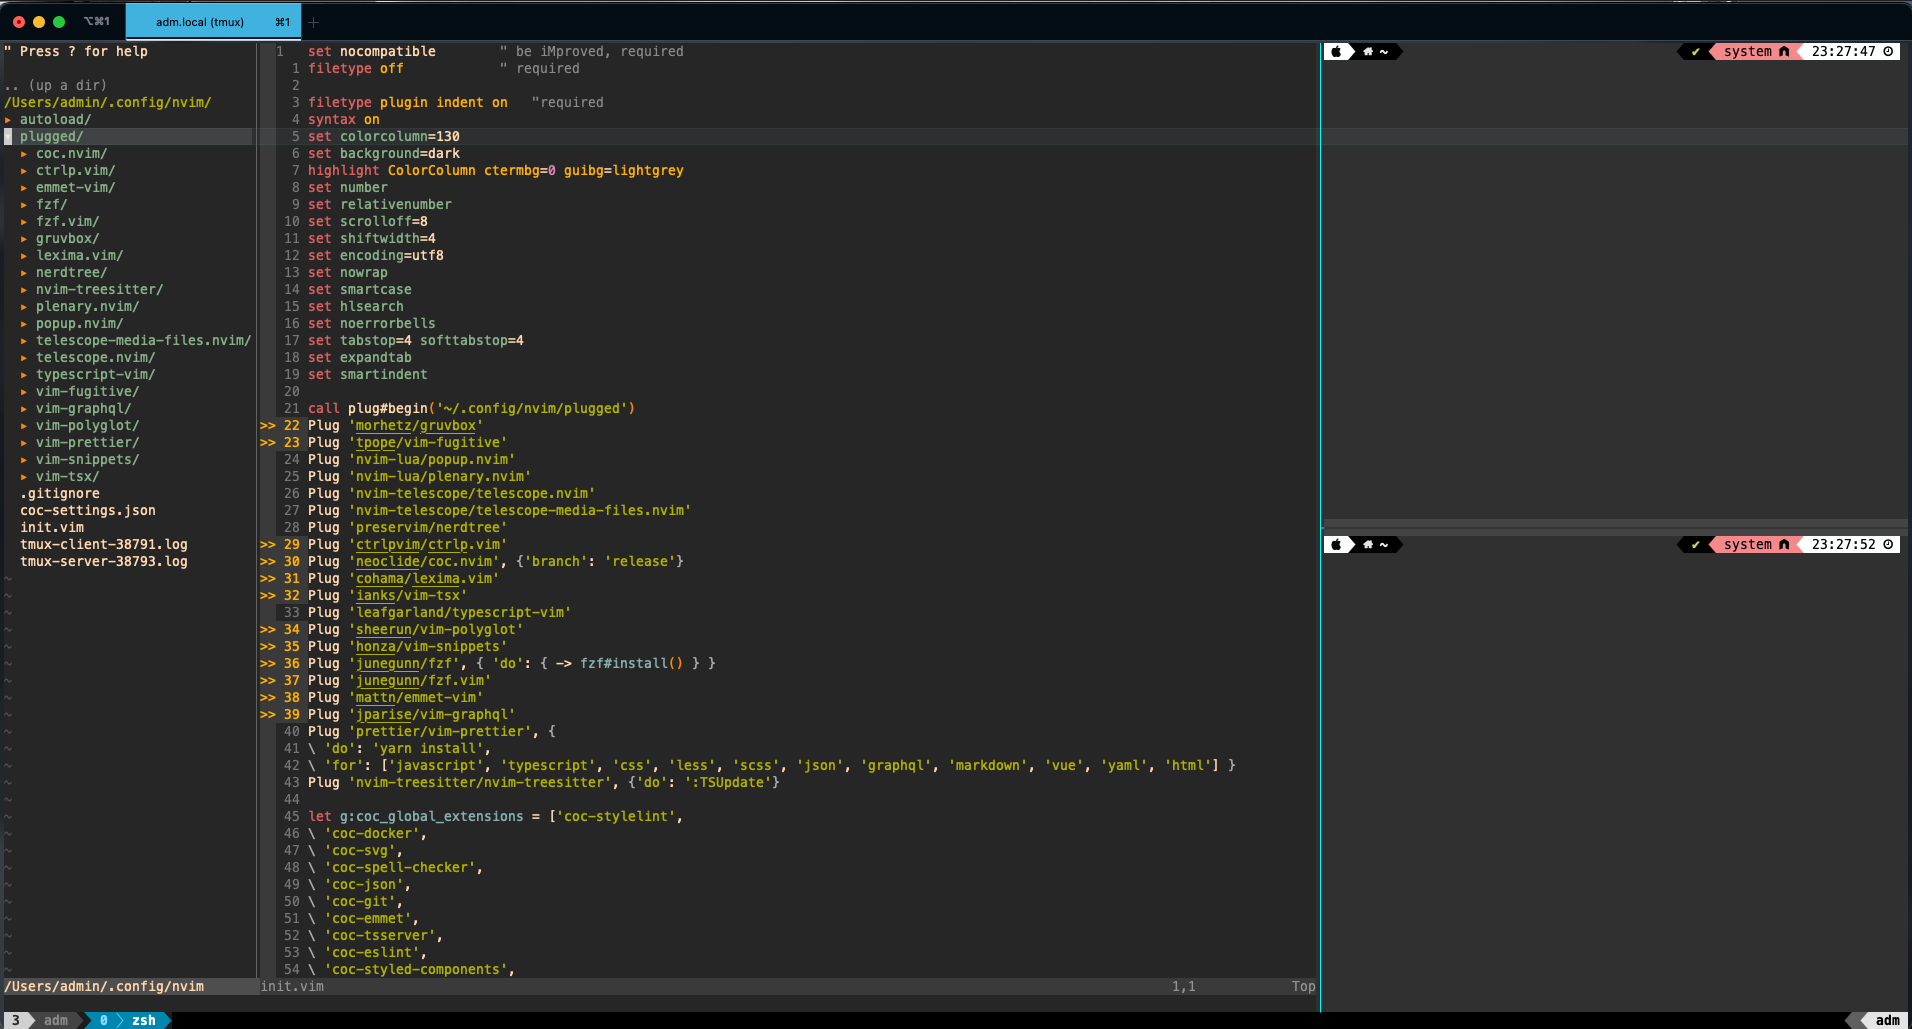 ⌥⌘1
adm.local (tmux) ⌘1
" Press ? for help
.. (up a dir)
/Users/admin/.config/nvim/
▸ autoload/
▾ plugged/
▸ coc.nvim/
▸ ctrlp.vim/
▸ emmet-vim/
▸ fzf/
▸ fzf.vim/
▸ gruvbox/
▸ lexima.vim/
▸ nerdtree/
▸ nvim-treesitter/
▸ plenary.nvim/
▸ popup.nvim/
▸ telescope-media-files.nvim/
▸ telescope.nvim/
▸ typescript-vim/
▸ vim-fugitive/
▸ vim-graphql/
▸ vim-polyglot/
▸ vim-prettier/
▸ vim-snippets/
▸ vim-tsx/
.gitignore
coc-settings.json
init.vim
tmux-client-38791.log
tmux-server-38793.log
/Users/admin/.config/nvim
1 set nocompatible " be iMproved, required
1 filetype off " required
2
3 filetype plugin indent on "required
4 syntax on
5 set colorcolumn=130
6 set background=dark
7 highlight ColorColumn ctermbg=0 guibg=lightgrey
8 set number
9 set relativenumber
10 set scrolloff=8
11 set shiftwidth=4
12 set encoding=utf8
13 set nowrap
14 set smartcase
15 set hlsearch
16 set noerrorbells
17 set tabstop=4 softtabstop=4
18 set expandtab
19 set smartindent
20
21 call plug#begin('~/.config/nvim/plugged')
>> 22 Plug 'morhetz/gruvbox'
>> 23 Plug 'tpope/vim-fugitive'
24 Plug 'nvim-lua/popup.nvim'
25 Plug 'nvim-lua/plenary.nvim'
26 Plug 'nvim-telescope/telescope.nvim'
27 Plug 'nvim-telescope/telescope-media-files.nvim'
28 Plug 'preservim/nerdtree'
>> 29 Plug 'ctrlpvim/ctrlp.vim'
>> 30 Plug 'neoclide/coc.nvim', {'branch': 'release'}
>> 31 Plug 'cohama/lexima.vim'
>> 32 Plug 'ianks/vim-tsx'
33 Plug 'leafgarland/typescript-vim'
>> 34 Plug 'sheerun/vim-polyglot'
>> 35 Plug 'honza/vim-snippets'
>> 36 Plug 'junegunn/fzf', { 'do': { -> fzf#install() } }
>> 37 Plug 'junegunn/fzf.vim'
>> 38 Plug 'mattn/emmet-vim'
>> 39 Plug 'jparise/vim-graphql'
40 Plug 'prettier/vim-prettier', {
41 \ 'do': 'yarn install',
42 \ 'for': ['javascript', 'typescript', 'css', 'less', 'scss', 'json', 'graphql', 'markdown', 'vue', 'yaml', 'html'] }
43 Plug 'nvim-treesitter/nvim-treesitter', {'do': ':TSUpdate'}
44
45 let g:coc_global_extensions = ['coc-stylelint',
46 \ 'coc-docker',
47 \ 'coc-svg',
48 \ 'coc-spell-checker',
49 \ 'coc-json',
50 \ 'coc-git',
51 \ 'coc-emmet',
52 \ 'coc-tsserver',
53 \ 'coc-eslint',
54 \ 'coc-styled-components',
init.vim 1,1 Top
~ ✔ system 23:27:47
~ ✔ system 23:27:52
3 adm 0 zsh adm